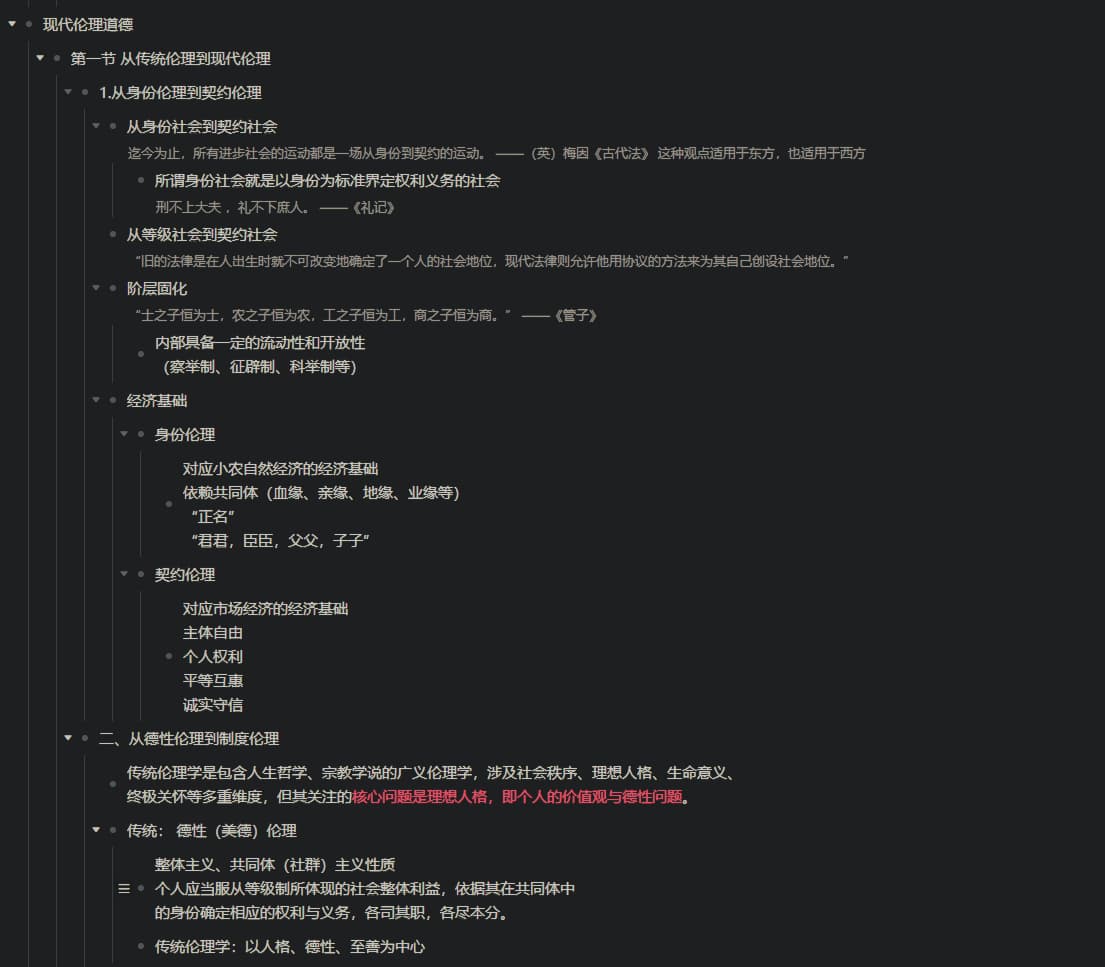 现代伦理道德
第一节 从传统伦理到现代伦理
1.从身份伦理到契约伦理
从身份社会到契约社会
迄今为止，所有进步社会的运动都是一场从身份到契约的运动。 ——（英）梅因《古代法》 这种观点适用于东方，也适用于西方
所谓身份社会就是以身份为标准界定权利义务的社会
刑不上大夫 ，礼不下庶人。 ——《礼记》
从等级社会到契约社会
“旧的法律是在人出生时就不可改变地确定了一个人的社会地位，现代法律则允许他用协议的方法来为其自己创设社会地位。”
阶层固化
“士之子恒为士，农之子恒为农，工之子恒为工，商之子恒为商。” ——《管子》
内部具备一定的流动性和开放性
（察举制、征辟制、科举制等）
经济基础
身份伦理
对应小农自然经济的经济基础
依赖共同体（血缘、亲缘、地缘、业缘等）
“正名”
“君君，臣臣，父父，子子”
契约伦理
对应市场经济的经济基础
主体自由
个人权利
平等互惠
诚实守信
二、从德性伦理到制度伦理
传统伦理学是包含人生哲学、宗教学说的广义伦理学，涉及社会秩序、理想人格、生命意义、
终极关怀等多重维度，但其关注的核心问题是理想人格，即个人的价值观与德性问题。
传统： 德性（美德）伦理
整体主义、共同体（社群）主义性质
个人应当服从等级制所体现的社会整体利益，依据其在共同体中
的身份确定相应的权利与义务，各司其职，各尽本分。
传统伦理学：以人格、德性、至善为中心